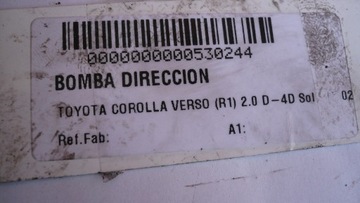 0000000000530244
BOMBA DIRECCION
TOYOTA COROLLA VERSO (R1) 2.0 D-4D Sol 02
Ref.Fab: A1: